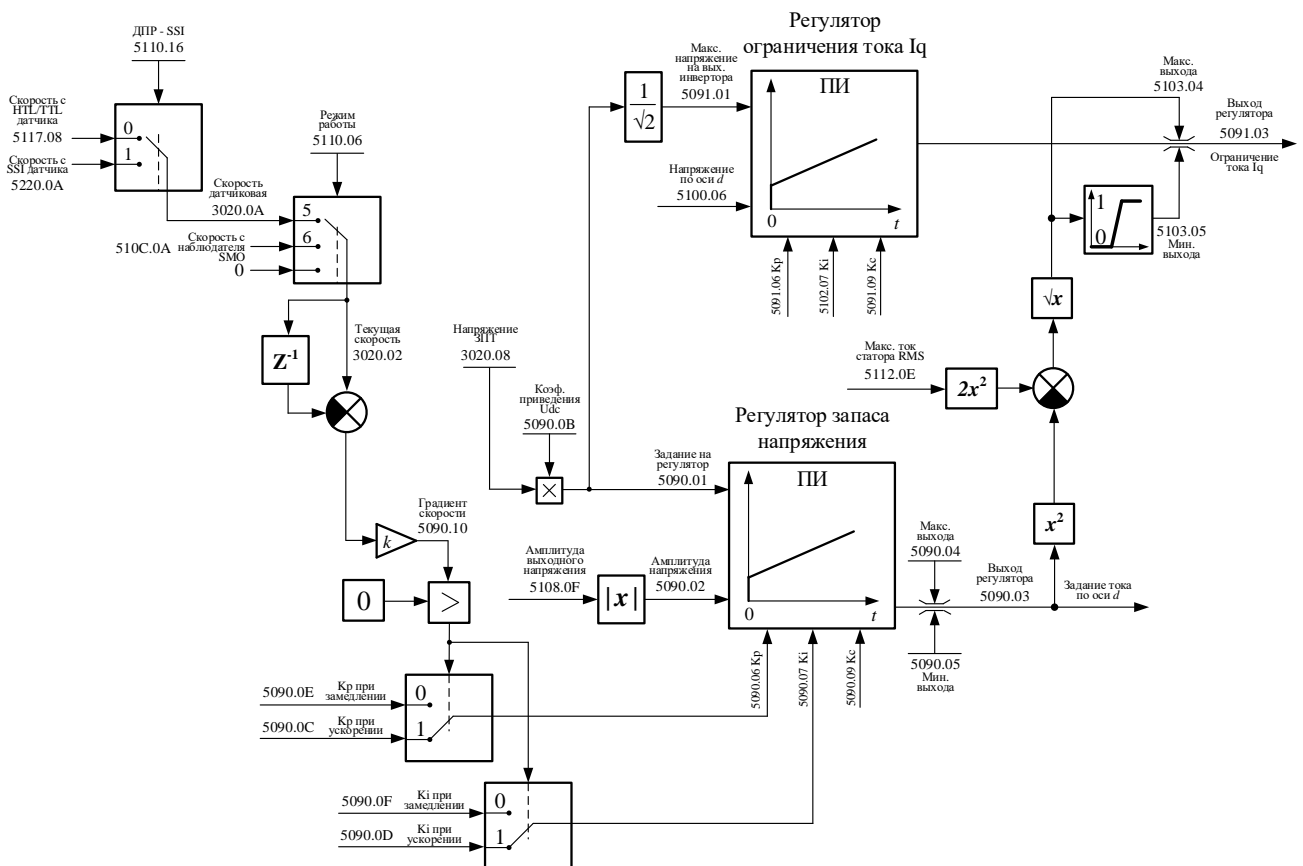 ДПР - SSI
5110.16
Скорость с
HTL/TTL
датчика
5117.08
Скорость с
SSI датчика
5220.0A
0
1
Скорость
датчиковая
3020.0A
Режим
работы
5110.06
510C.0A
Скорость с
наблюдателя
SMO
0
5
6
Z-1
Текущая
скорость
3020.02
Напряжение
ЗПТ
3020.08
Коэф.
приведения
Udc
5090.0B
×
1
√2
Макс.
напряжение
на вых.
инвертора
5091.01
Напряжение
по оси d
5100.06
Регулятор
ограничения тока Iq
ПИ
0
t
5091.06 Kp
5102.07 Ki
5091.09 Kc
Макс.
выхода
5103.04
Выход
регулятора
5091.03
Ограничение
тока Iq
1
0
5103.05
Мин.
выхода
√x
Макс. ток
статора RMS
5112.0E
2x²
x²
Регулятор запаса
напряжения
Задание на
регулятор
5090.01
ПИ
0
t
Амплитуда
выходного
напряжения
5108.0F
|x|
Амплитуда
напряжения
5090.02
5090.06 Kp
5090.07 Ki
5090.09 Kc
Макс.
выхода
5090.04
Выход
регулятора
5090.03
Задание тока
по оси d
5090.05
Мин.
выхода
Градиент
скорости
5090.10
k
0
>
5090.0E
Kp при
замедлении
5090.0C
Kp при
ускорении
0
1
5090.0F
Ki при
замедлении
5090.0D
Ki при
ускорении
0
1